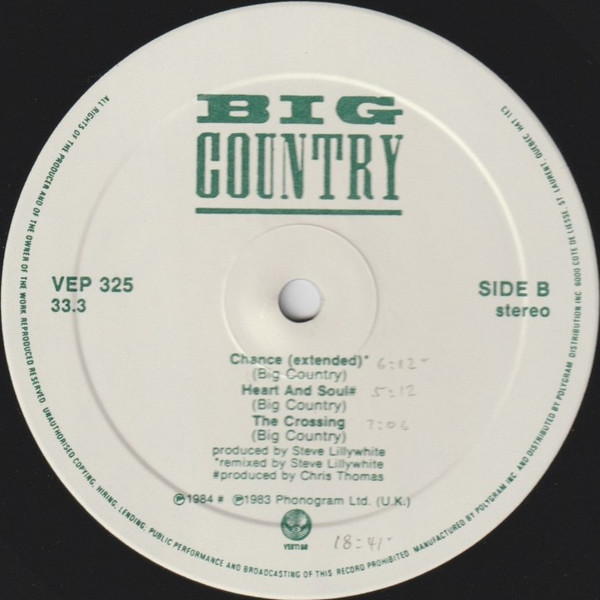 BIG
COUNTRY
VEP 325
33.3
SIDE B
stereo
Chance (extended)* 6:12"
(Big Country)
Heart And Soul# 5:12
(Big Country)
The Crossing 7:06
(Big Country)
produced by Steve Lillywhite
*remixed by Steve Lillywhite
#produced by Chris Thomas
℗1984 # ℗1983 Phonogram Ltd. (U.K.)
VERTIGO
18:41"
ALL RIGHTS OF THE PRODUCER AND OF THE OWNER OF THE WORK REPRODUCED RESERVED. UNAUTHORISED COPYING, HIRING, LENDING, PUBLIC PERFORMANCE AND BROADCASTING OF THIS RECORD PROHIBITED. MANUFACTURED BY POLYGRAM INC. AND DISTRIBUTED BY POLYGRAM DISTRIBUTION INC. 6000 COTE DE LIESSE, ST. LAURENT, QUEBEC H4T 1E3